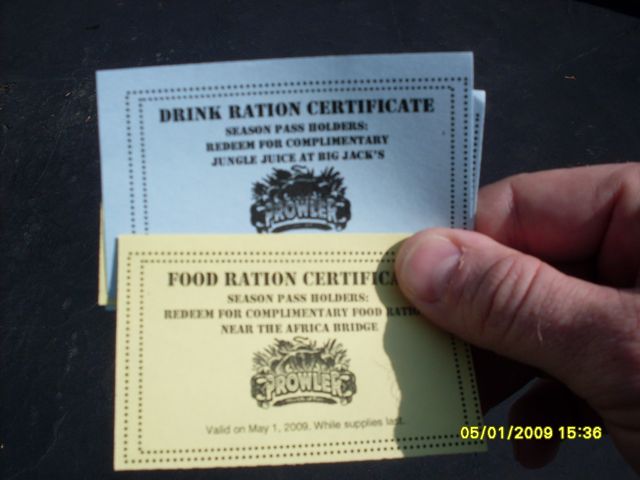 DRINK RATION CERTIFICATE
SEASON PASS HOLDERS:
REDEEM FOR COMPLIMENTARY
JUNGLE JUICE AT BIG JACK'S
PROWLER
FOOD RATION CERTIFICA
SEASON PASS HOLDERS:
REDEEM FOR COMPLIMENTARY FOOD RATION
NEAR THE AFRICA BRIDGE
PROWLER
Valid on May 1, 2009. While supplies last.
05/01/2009 15:36